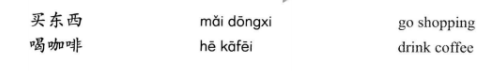 买东西 mǎi dōngxi go shopping
喝咖啡 hē kāfēi drink coffee